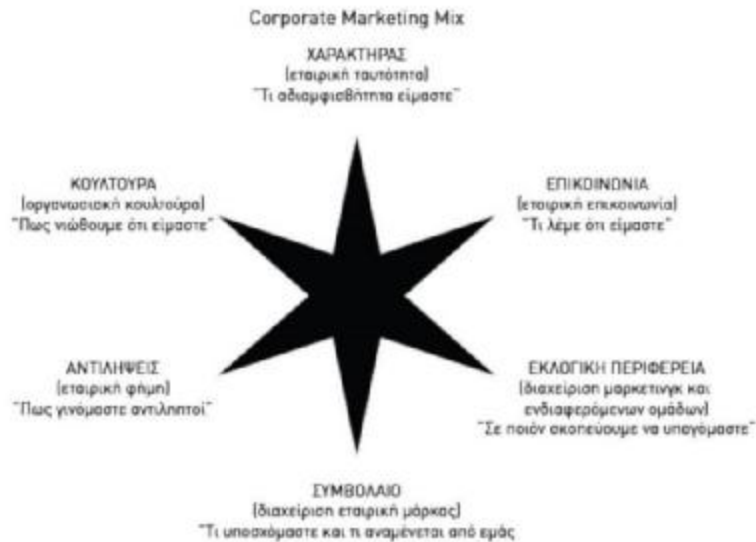 Corporate Marketing Mix
ΧΑΡΑΚΤΗΡΑΣ
(εταιρική ταυτότητα)
"Τι αδιαμφισβήτητα είμαστε"
ΚΟΥΛΤΟΥΡΑ
(οργανωσιακή κουλτούρα)
"Πως νιώθουμε ότι είμαστε"
ΕΠΙΚΟΙΝΩΝΙΑ
(εταιρική επικοινωνία)
"Τι λέμε ότι είμαστε"
ΑΝΤΙΛΗΨΕΙΣ
(εταιρική φήμη)
"Πως γινόμαστε αντιληπτοί"
ΕΚΛΟΓΙΚΗ ΠΕΡΙΦΕΡΕΙΑ
(διαχείριση μαρκετινγκ και
ενδιαφερόμενων ομάδων)
"Σε ποιόν σκοπεύουμε να υπαγόμαστε"
ΣΥΜΒΟΛΑΙΟ
(διαχείριση εταιρική μάρκας)
"Τι υποσχόμαστε και τι αναμένεται από εμάς